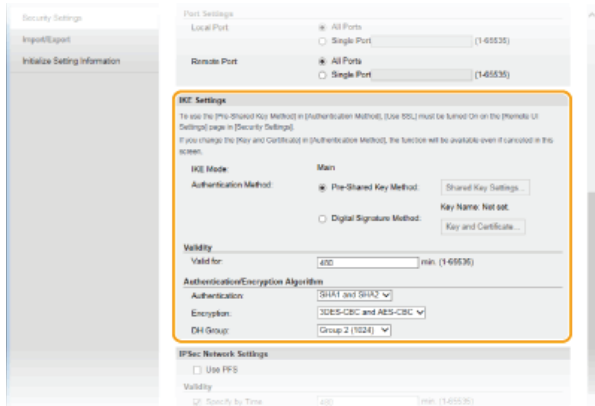 Security Settings
Import/Export
Initialize Setting Information
Port Settings
Local Port
All Ports
Single Port (1-65535)
Remote Port
All Ports
Single Port (1-65535)
IKE Settings
To use the [Pre-Shared Key Method] in [Authentication Method], [Use SSL] must be turned On on the [Remote UI
Settings] page in [Security Settings].
If you change the [Key and Certificate] in [Authentication Method], the function will be available even if canceled in this
screen.
IKE Mode: Main
Authentication Method: Pre-Shared Key Method: Shared Key Settings...
Key Name: Not set.
Digital Signature Method: Key and Certificate...
Validity
Valid for: 480 min. (1-65535)
Authentication/Encryption Algorithm
Authentication: SHA1 and SHA2
Encryption: 3DES-CBC and AES-CBC
DH Group: Group 2 (1024)
IPSec Network Settings
Use PFS
Validity
Specify by Time 480 min. (1-65535)